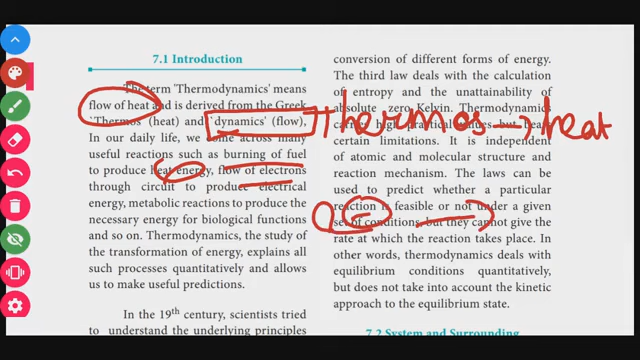 7.1 Introduction
The term 'Thermodynamics' means
flow of heat and is derived from the Greek
'Thermos' (heat) and 'dynamics' (flow).
In our daily life, we come across many
useful reactions such as burning of fuel
to produce heat energy, flow of electrons
through circuit to produce electrical
energy, metabolic reactions to produce the
necessary energy for biological functions
and so on. Thermodynamics, the study of
the transformation of energy, explains all
such processes quantitatively and allows
us to make useful predictions.
In the 19th century, scientists tried
to understand the underlying principles
conversion of different forms of energy.
The third law deals with the calculation
of entropy and the unattainability of
absolute zero Kelvin. Thermodynamics
Thermos → heat
certain limitations. It is independent
of atomic and molecular structure and
reaction mechanism. The laws can be
used to predict whether a particular
reaction is feasible or not under a given
set of conditions, but they cannot give the
rate at which the reaction takes place. In
other words, thermodynamics deals with
equilibrium conditions quantitatively,
but does not take into account the kinetic
approach to the equilibrium state.
7.2 System and Surrounding